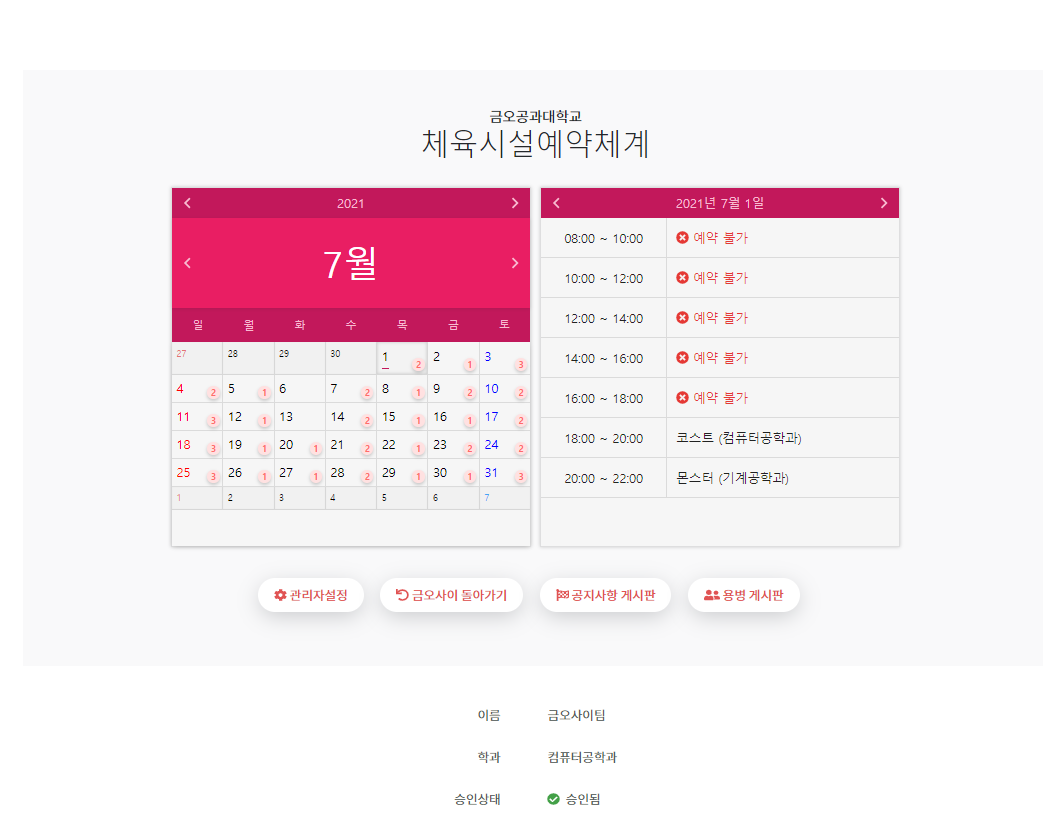 금오공과대학교
체육시설예약체계
2021
7월
일 월 화 수 목 금 토
27 28 29 30 1 2 2 1 3 3
4 2 5 1 6 7 2 8 1 9 2 10 2
11 3 12 1 13 14 2 15 1 16 1 17 2
18 3 19 1 20 1 21 2 22 1 23 2 24 2
25 3 26 1 27 1 28 2 29 1 30 1 31 3
1 2 3 4 5 6 7
2021년 7월 1일
08:00 ~ 10:00 예약 불가
10:00 ~ 12:00 예약 불가
12:00 ~ 14:00 예약 불가
14:00 ~ 16:00 예약 불가
16:00 ~ 18:00 예약 불가
18:00 ~ 20:00 코스트 (컴퓨터공학과)
20:00 ~ 22:00 몬스터 (기계공학과)
관리자설정 금오사이 돌아가기 공지사항 게시판 용병 게시판
이름 금오사이팀
학과 컴퓨터공학과
승인상태 승인됨